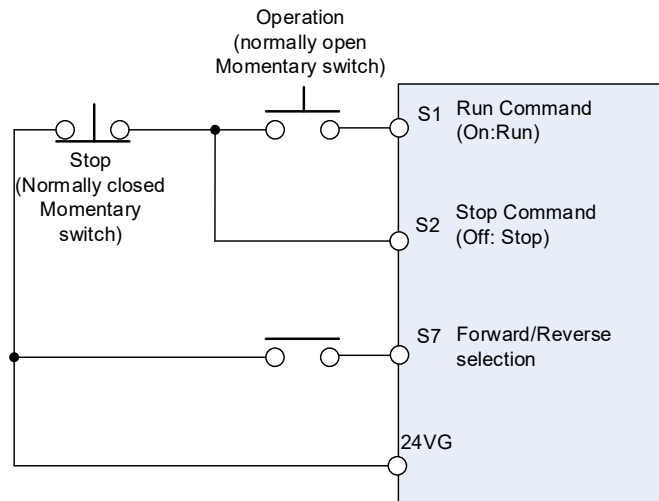 Operation
(normally open
Momentary switch)
S1 Run Command
(On:Run)
Stop
(Normally closed
Momentary
switch)
S2 Stop Command
(Off: Stop)
S7 Forward/Reverse
selection
24VG